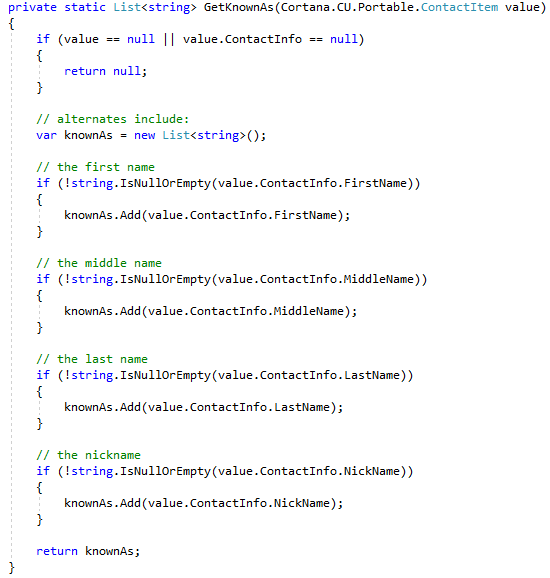 private static List<string> GetKnownAs(Cortana.CU.Portable.ContactItem value)
{
    if (value == null || value.ContactInfo == null)
    {
        return null;
    }

    // alternates include:
    var knownAs = new List<string>();

    // the first name
    if (!string.IsNullOrEmpty(value.ContactInfo.FirstName))
    {
        knownAs.Add(value.ContactInfo.FirstName);
    }

    // the middle name
    if (!string.IsNullOrEmpty(value.ContactInfo.MiddleName))
    {
        knownAs.Add(value.ContactInfo.MiddleName);
    }

    // the last name
    if (!string.IsNullOrEmpty(value.ContactInfo.LastName))
    {
        knownAs.Add(value.ContactInfo.LastName);
    }

    // the nickname
    if (!string.IsNullOrEmpty(value.ContactInfo.NickName))
    {
        knownAs.Add(value.ContactInfo.NickName);
    }

    return knownAs;
}